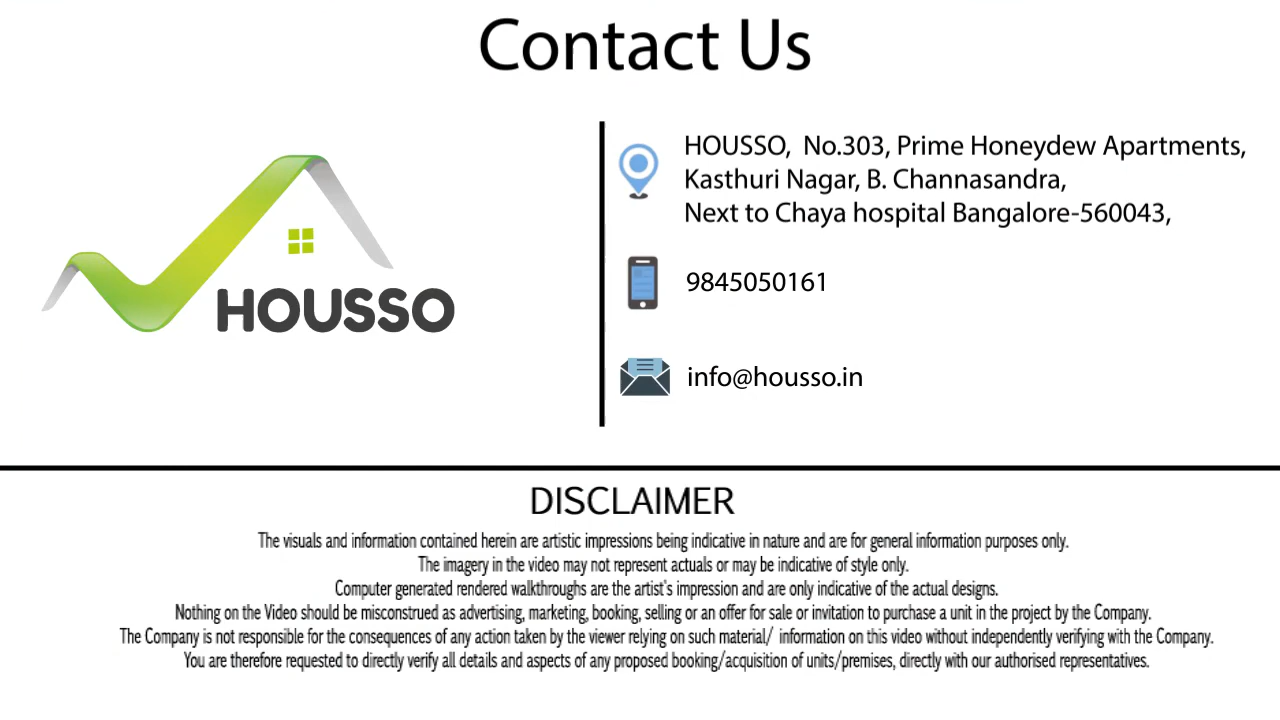 Contact Us
HOUSSO
HOUSSO, No.303, Prime Honeydew Apartments,
Kasthuri Nagar, B. Channasandra,
Next to Chaya hospital Bangalore-560043,
9845050161
info@housso.in
DISCLAIMER
The visuals and information contained herein are artistic impressions being indicative in nature and are for general information purposes only.
The imagery in the video may not represent actuals or may be indicative of style only.
Computer generated rendered walkthroughs are the artist's impression and are only indicative of the actual designs.
Nothing on the Video should be misconstrued as advertising, marketing, booking, selling or an offer for sale or invitation to purchase a unit in the project by the Company.
The Company is not responsible for the consequences of any action taken by the viewer relying on such material/ information on this video without independently verifying with the Company.
You are therefore requested to directly verify all details and aspects of any proposed booking/acquisition of units/premises, directly with our authorised representatives.